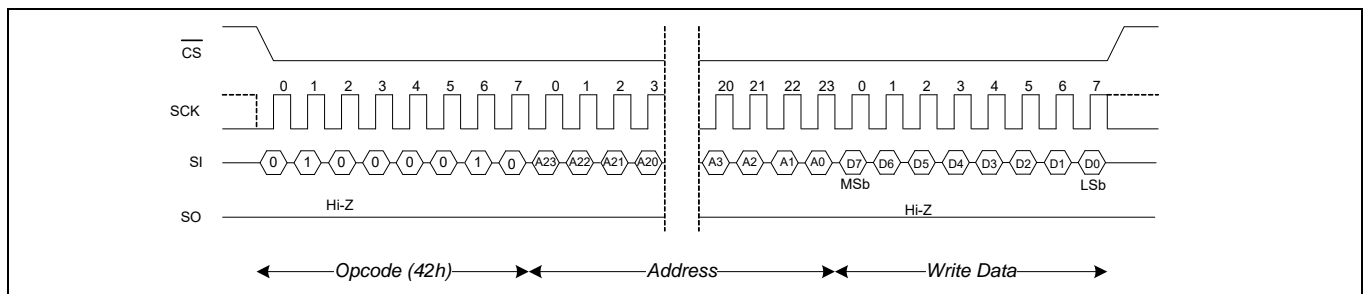 CS
0 1 2 3 4 5 6 7 0 1 2 3 20 21 22 23 0 1 2 3 4 5 6 7
SCK
SI 0 1 0 0 0 0 1 0 A23 A22 A21 A20 A3 A2 A1 A0 D7 D6 D5 D4 D3 D2 D1 D0
MSb LSb
Hi-Z Hi-Z
SO
Opcode (42h) Address Write Data